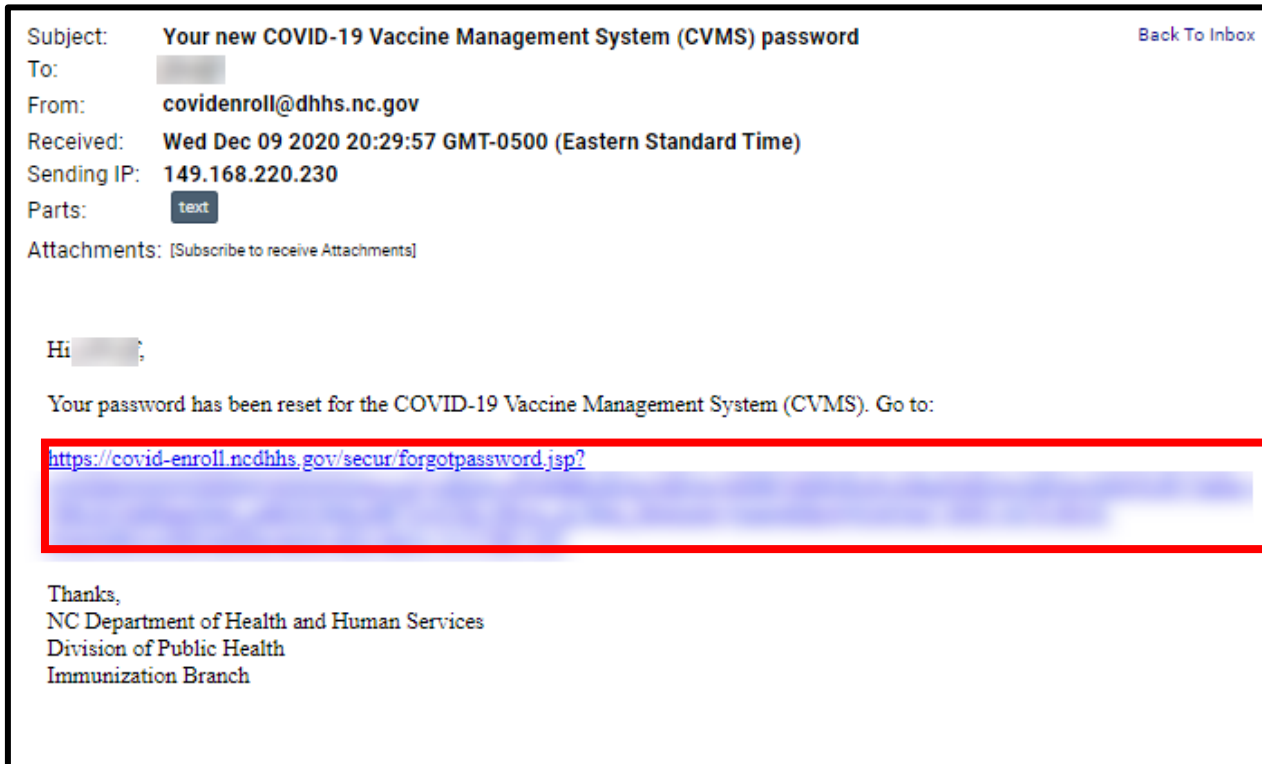 Subject: Your new COVID-19 Vaccine Management System (CVMS) password Back To Inbox
To:
From: covidenroll@dhhs.nc.gov
Received: Wed Dec 09 2020 20:29:57 GMT-0500 (Eastern Standard Time)
Sending IP: 149.168.220.230
Parts: text
Attachments: [Subscribe to receive Attachments]
Hi ,
Your password has been reset for the COVID-19 Vaccine Management System (CVMS). Go to:
https://covid-enroll.ncdhhs.gov/secur/forgotpassword.jsp?
Thanks,
NC Department of Health and Human Services
Division of Public Health
Immunization Branch